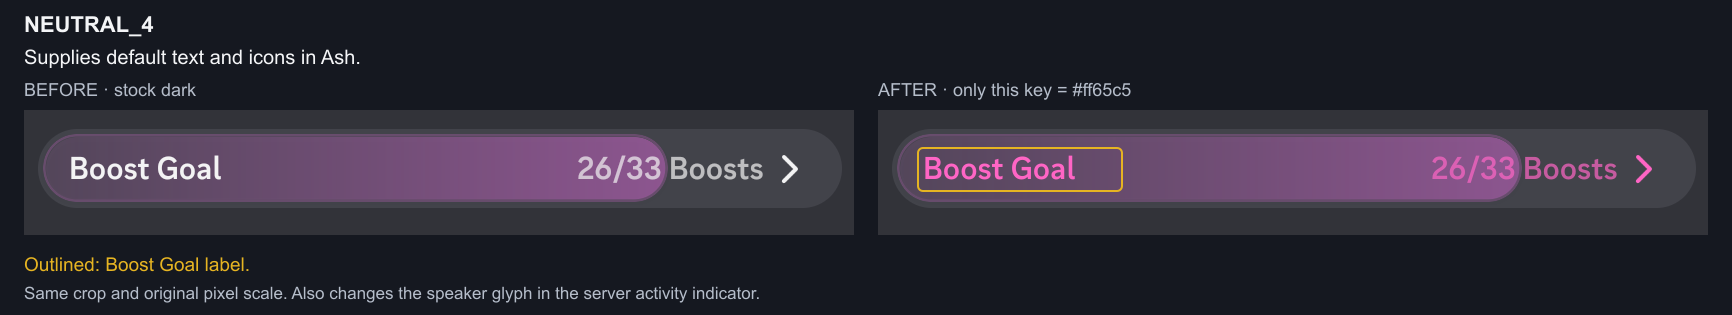 NEUTRAL_4
Supplies default text and icons in Ash.
BEFORE · stock dark
AFTER · only this key = #ff65c5
Boost Goal 26/33 Boosts
Boost Goal 26/33 Boosts
Outlined: Boost Goal label.
Same crop and original pixel scale. Also changes the speaker glyph in the server activity indicator.